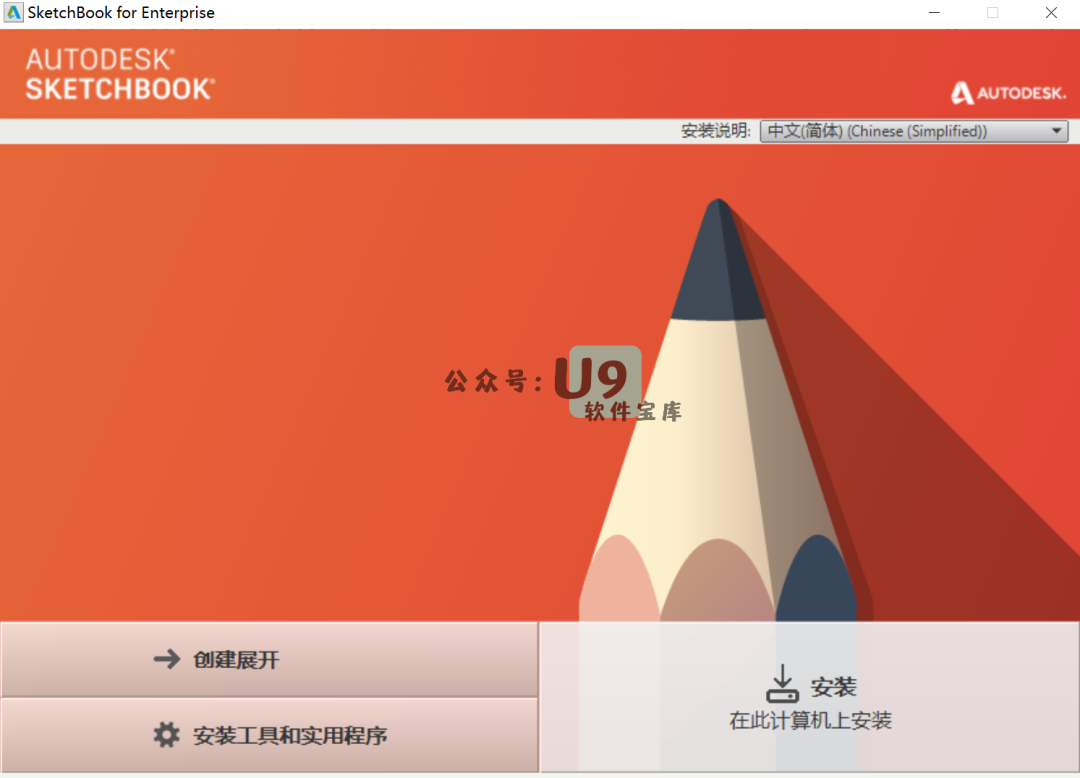 SketchBook for Enterprise
AUTODESK®
SKETCHBOOK®
AUTODESK.
安装说明: 中文(简体) (Chinese (Simplified))
公众号: U9
软件宝库
创建展开
安装工具和实用程序
安装
在此计算机上安装